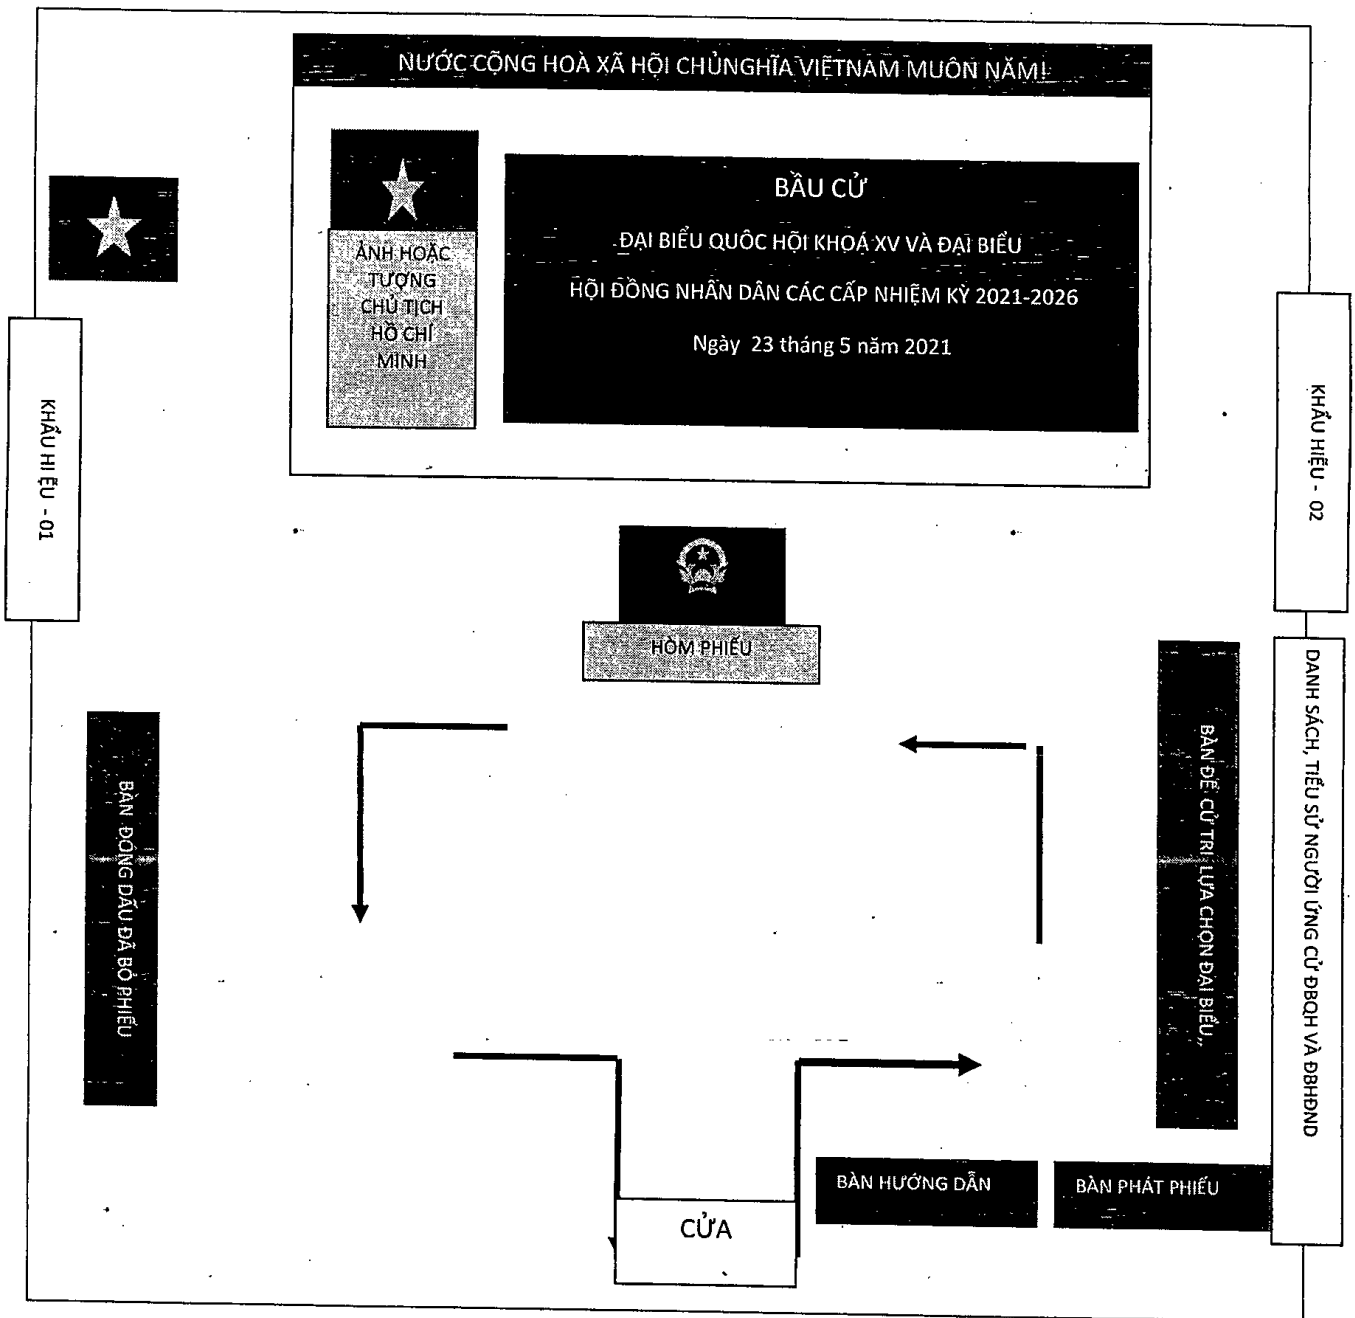 NƯỚC CỘNG HOÀ XÃ HỘI CHỦNGHĨA VIỆTNAM MUÔN NĂM!
BẦU CỬ
ĐẠI BIỂU QUỐC HỘI KHOÁ XV VÀ ĐẠI BIỂU
HỘI ĐỒNG NHÂN DÂN CÁC CẤP NHIỆM KỲ 2021-2026
Ngày 23 tháng 5 năm 2021
ẢNH HOẶC
TƯỢNG
CHỦ TỊCH
HỒ CHÍ
MINH
KHẨU HI ỆU - 01
KHẨU HIỆU - 02
HÒM PHIẾU
BÀN ĐÓNG DẤU ĐÃ BỎ PHIẾU
BÀN ĐỂ CỬ TRI LỰA CHỌN ĐẠI BIỂU,,
DANH SÁCH, TIỂU SỬ NGƯỜI ỨNG CỬ ĐBQH VÀ ĐBHĐND
BÀN HƯỚNG DẪN
BÀN PHÁT PHIẾU
CỬA